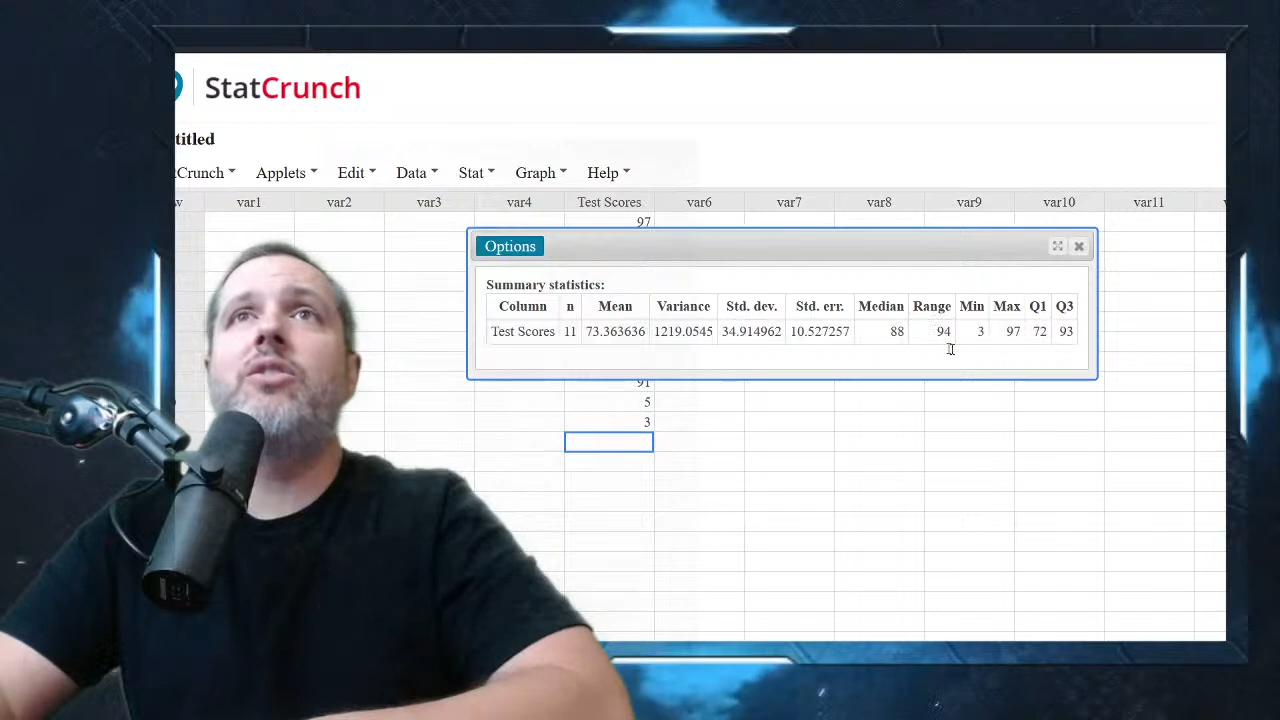 StatCrunch
titled
Crunch Applets Edit Data Stat Graph Help
w var1 var2 var3 var4 Test Scores var6 var7 var8 var9 var10 var11
97
Options
Summary statistics:
Column n Mean Variance Std. dev. Std. err. Median Range Min Max Q1 Q3
Test Scores 11 73.363636 1219.0545 34.914962 10.527257 88 94 3 97 72 93
91
5
3